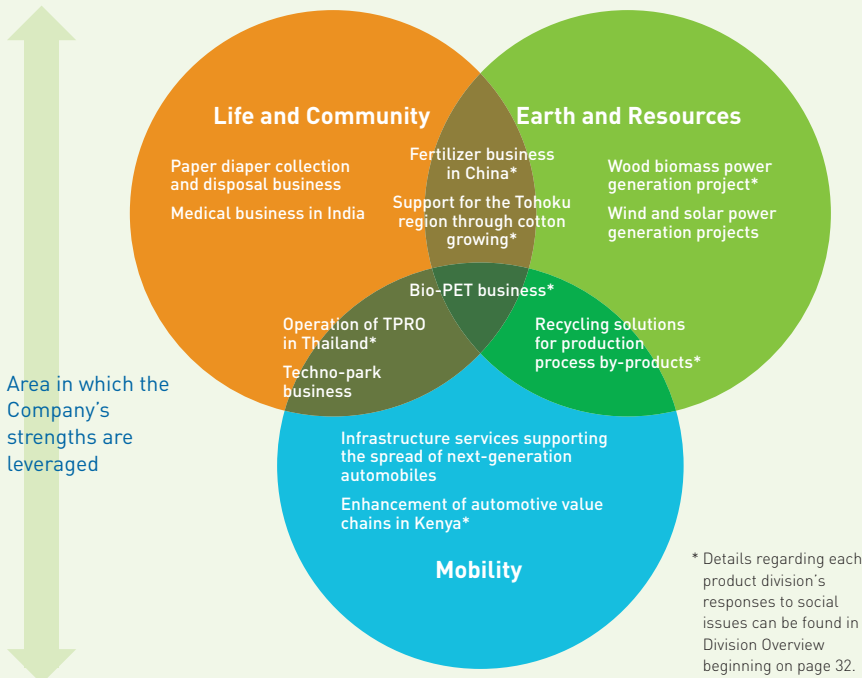 Life and Community
Earth and Resources
Paper diaper collection
and disposal business
Medical business in India
Fertilizer business
in China*
Support for the Tohoku
region through cotton
growing*
Wood biomass power
generation project*
Wind and solar power
generation projects
Bio-PET business*
Operation of TPRO
in Thailand*
Techno-park
business
Recycling solutions
for production
process by-products*
Area in which the
Company’s
strengths are
leveraged
Infrastructure services supporting
the spread of next-generation
automobiles
Enhancement of automotive value
chains in Kenya*
Mobility
* Details regarding each
product division’s
responses to social
issues can be found in
Division Overview
beginning on page 32.